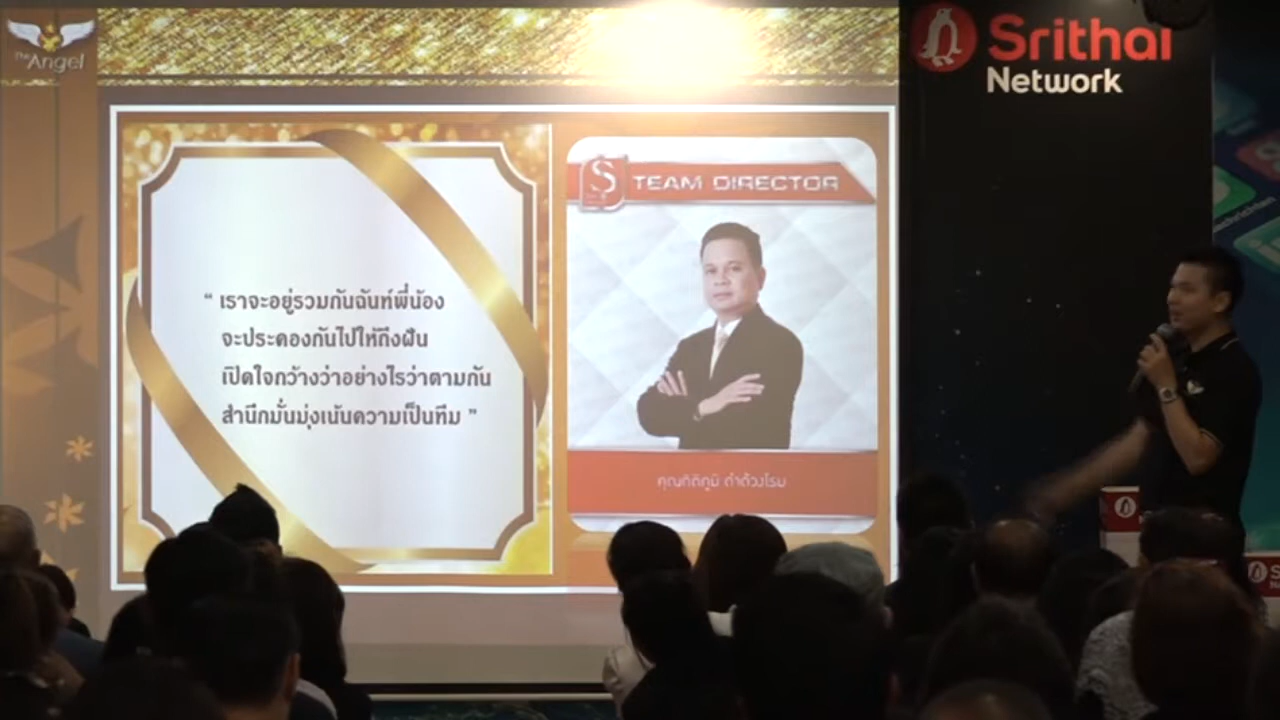 The Angel
Srithai
Network
S TEAM DIRECTOR
“ เราจะอยู่รวมกันฉันท์พี่น้อง
จะประคองกันไปให้ถึงฝัน
เปิดใจกว้างว่าอย่างไรว่าตามกัน
สำนึกมั่นมุ่งเน้นความเป็นทีม ”